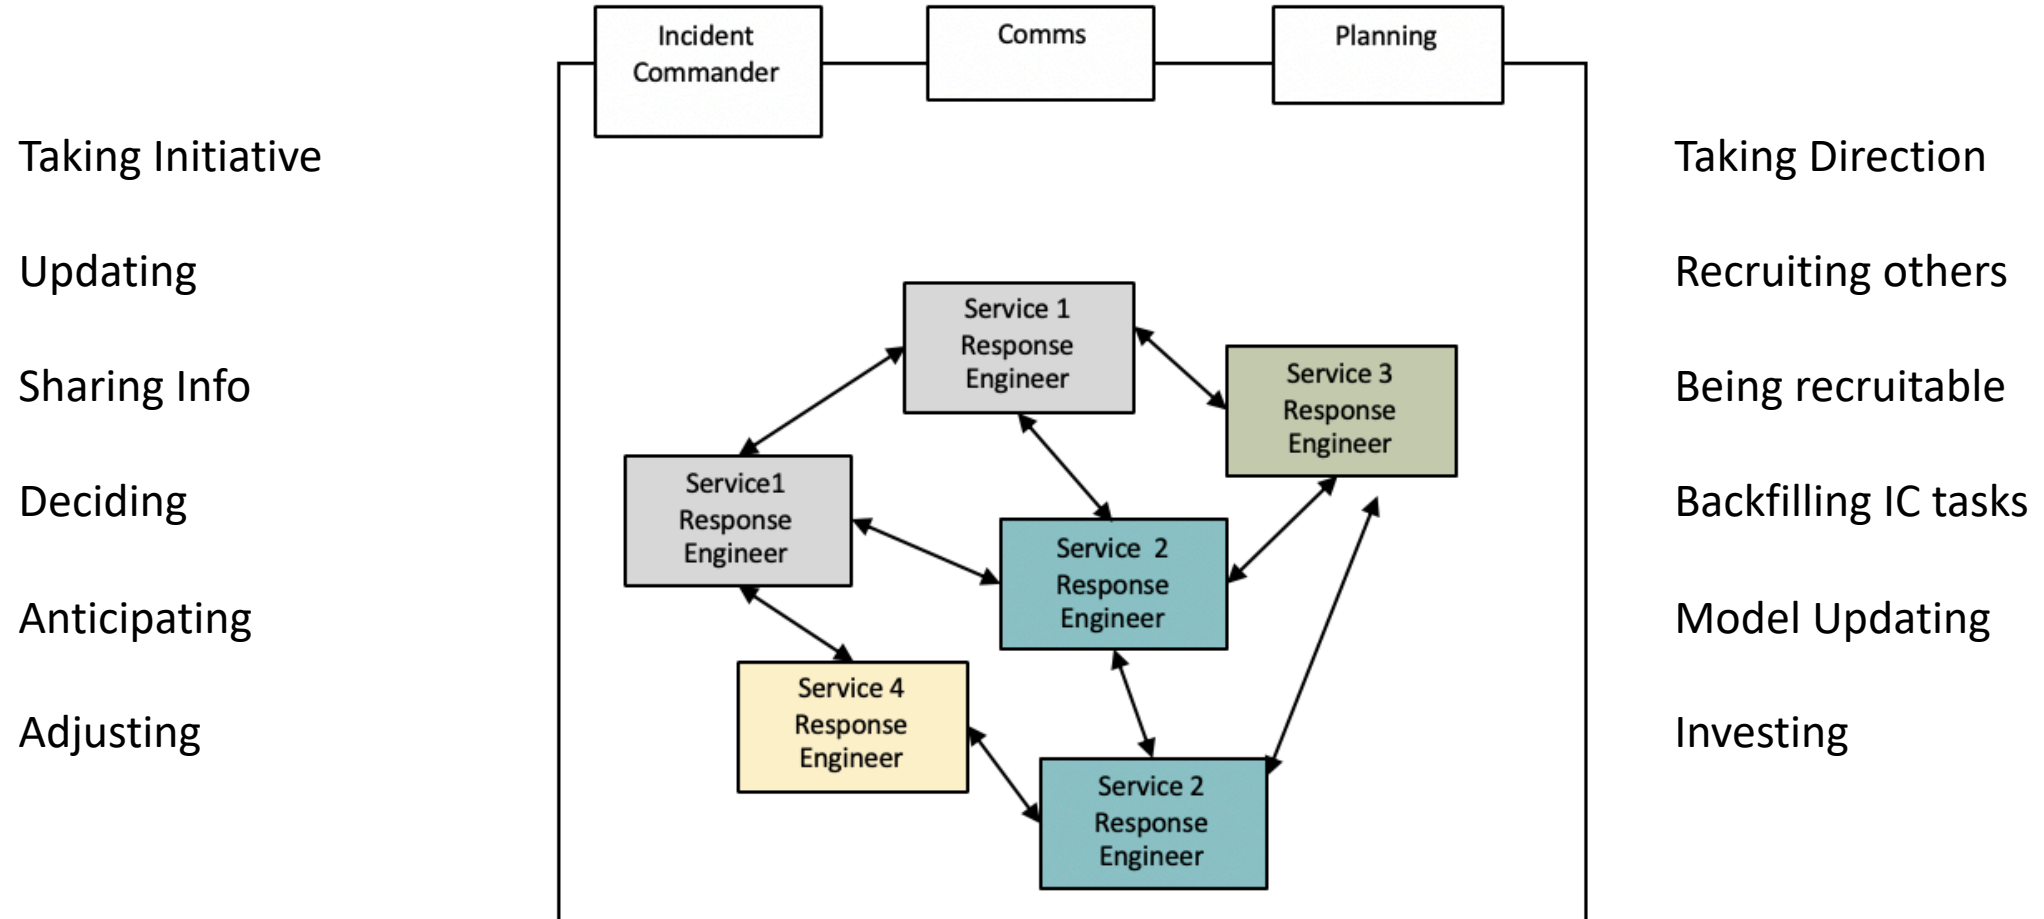 Incident
Commander
Comms
Planning
Taking Initiative
Updating
Sharing Info
Deciding
Anticipating
Adjusting
Service 1
Response
Engineer
Service 3
Response
Engineer
Service1
Response
Engineer
Service  2
Response
Engineer
Service 4
Response
Engineer
Service 2
Response
Engineer
Taking Direction
Recruiting others
Being recruitable
Backfilling IC tasks
Model Updating
Investing